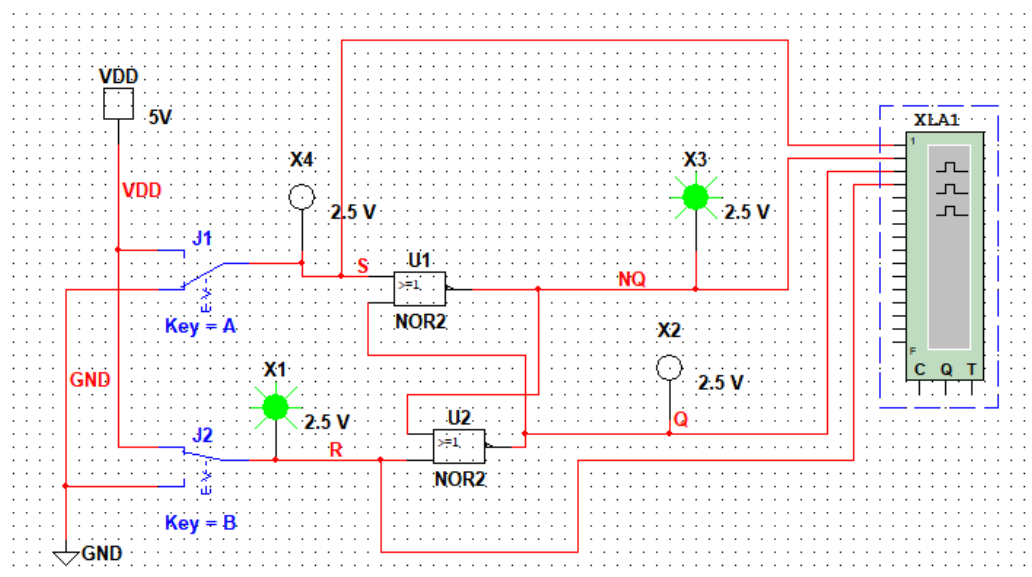 VDD
5V
VDD
J1
Key = A
GND
J2
Key = B
GND
X4
2.5 V
S
U1
>=1
NOR2
X1
2.5 V
R
U2
>=1
NOR2
NQ
X3
2.5 V
X2
2.5 V
Q
XLA1
1
F
C Q T